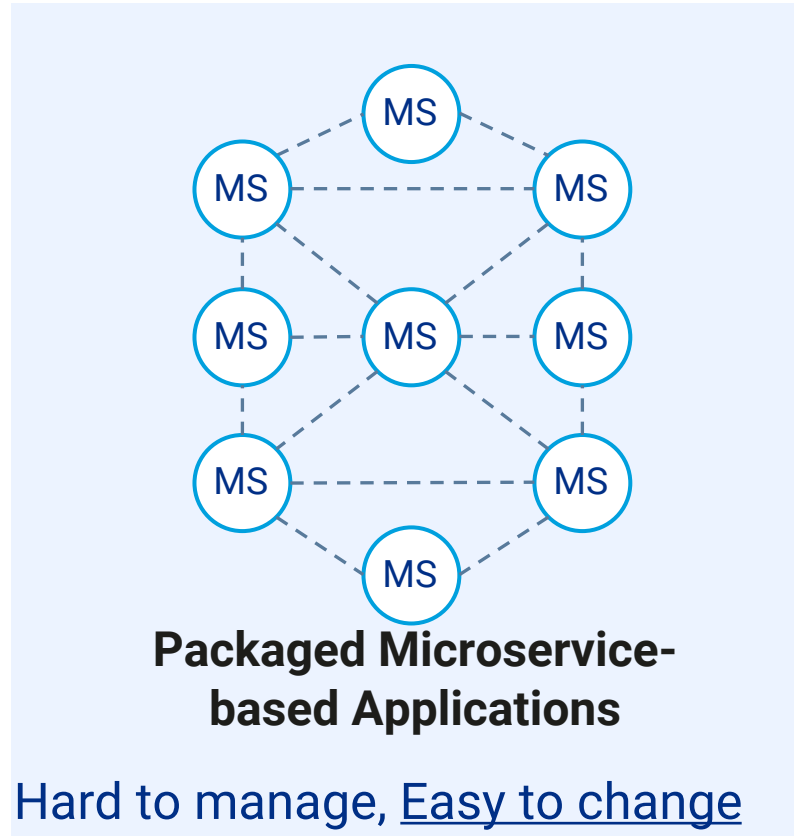 MS
MS
MS
MS
MS
MS
MS
MS
MS
Packaged Microservice-
based Applications
Hard to manage, Easy to change